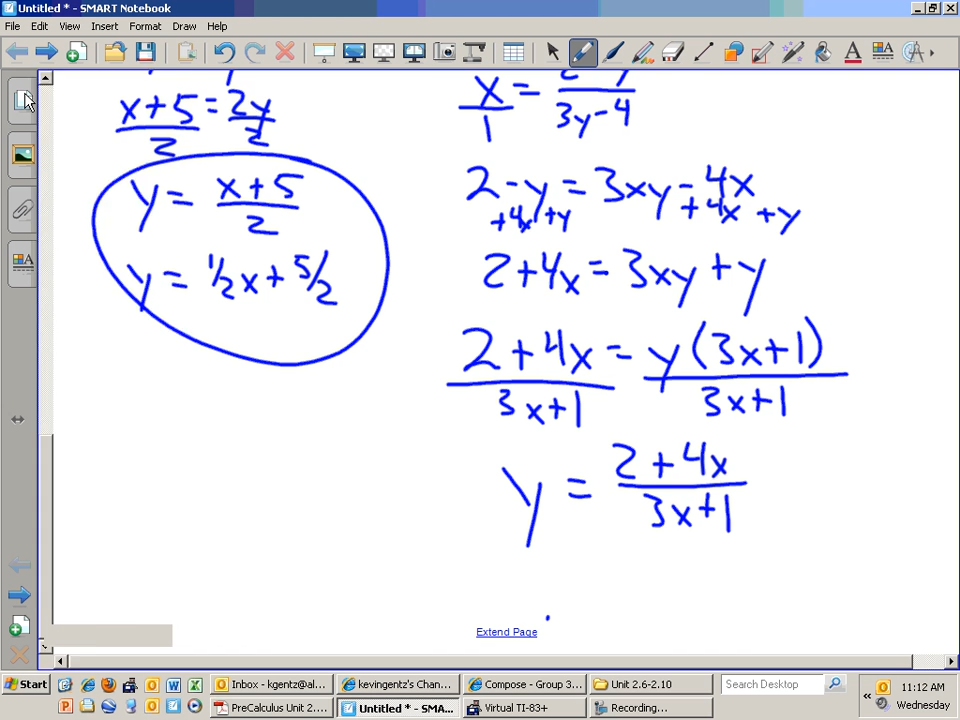 Untitled * - SMART Notebook
File Edit View Insert Format Draw Help
x+5 = 2y
2 2
y = x+5
2
y = 1/2x + 5/2
x =
1 3y-4
2 - y = 3xy - 4x
+4x +y +4x +y
2 + 4x = 3xy + y
2 + 4x = y(3x+1)
3x+1 3x+1
y = 2 + 4x
3x+1
Extend Page
Start Inbox - kgentz@al... kevingentz's Chan... Compose - Group 3... Unit 2.6-2.10 Search Desktop 11:12 AM
PreCalculus Unit 2.... Untitled * - SMA... Virtual TI-83+ Recording... Wednesday